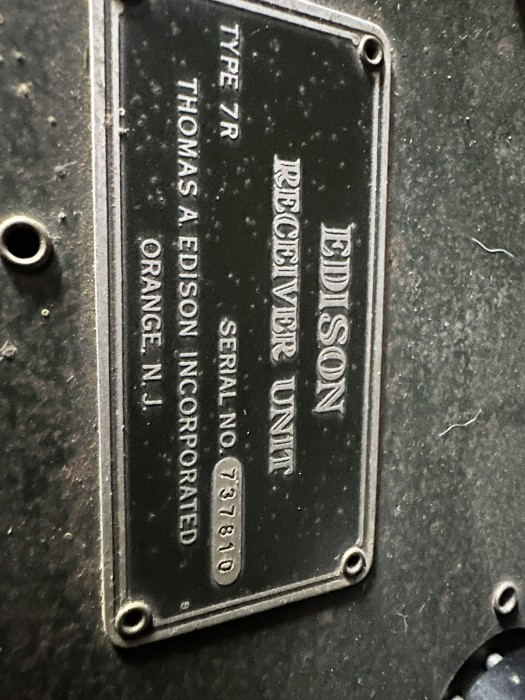 EDISON
RECEIVER UNIT
TYPE 7R SERIAL NO. 737810
THOMAS A. EDISON INCORPORATED
ORANGE, N. J.
B